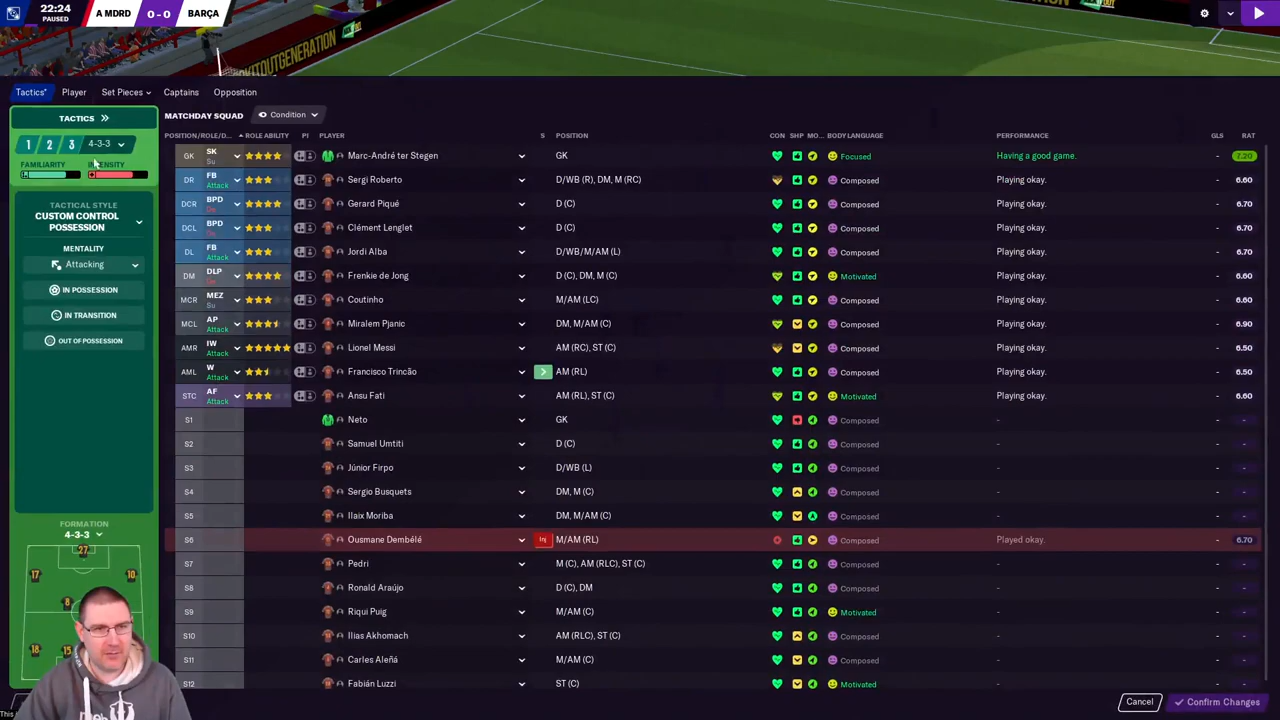 22:24
PAUSED
A MDRD
0 - 0
BARÇA
Tactics*
Player
Set Pieces
Captains
Opposition
TACTICS
1 2 3 4-3-3
FAMILIARITY
INTENSITY
TACTICAL STYLE
CUSTOM CONTROL
POSSESSION
MENTALITY
Attacking
IN POSSESSION
IN TRANSITION
OUT OF POSSESSION
FORMATION
4-3-3
27
17
10
8
18
15
MATCHDAY SQUAD
Condition
POSITION/ROLE/D... ROLE ABILITY PI PLAYER S POSITION CON SHP MO... BODY LANGUAGE PERFORMANCE GLS RAT
GK SK Su Marc-André ter Stegen GK Focused Having a good game. - 7.20
DR FB Attack Sergi Roberto D/WB (R), DM, M (RC) Composed Playing okay. - 6.60
DCR BPD De Gerard Piqué D (C) Composed Playing okay. - 6.70
DCL BPD De Clément Lenglet D (C) Composed Playing okay. - 6.70
DL FB Attack Jordi Alba D/WB/M/AM (L) Composed Playing okay. - 6.70
DM DLP De Frenkie de Jong D (C), DM, M (C) Motivated Playing okay. - 6.60
MCR MEZ Su Coutinho M/AM (LC) Composed Playing okay. - 6.60
MCL AP Attack Miralem Pjanic DM, M/AM (C) Composed Playing okay. - 6.90
AMR IW Attack Lionel Messi AM (RC), ST (C) Composed Playing okay. - 6.50
AML W Attack Francisco Trincão AM (RL) Composed Playing okay. - 6.60
STC AF Attack Ansu Fati AM (RL), ST (C) Motivated Playing okay. - 6.60
S1 Neto GK Composed - - -
S2 Samuel Umtiti D (C) Composed - - -
S3 Júnior Firpo D/WB (L) Composed - - -
S4 Sergio Busquets DM, M (C) Composed - - -
S5 Ilaix Moriba DM, M/AM (C) Composed - - -
S6 Ousmane Dembélé Inj M/AM (RL) Composed Played okay. - 6.70
S7 Pedri M (C), AM (RLC), ST (C) Composed - - -
S8 Ronald Araújo D (C), DM Composed - - -
S9 Riqui Puig M/AM (C) Motivated - - -
S10 Ilias Akhomach AM (RLC), ST (C) Composed - - -
S11 Carles Aleñá M/AM (C) Composed - - -
S12 Fabián Luzzi ST (C) Motivated - - -
Cancel
Confirm Changes
This